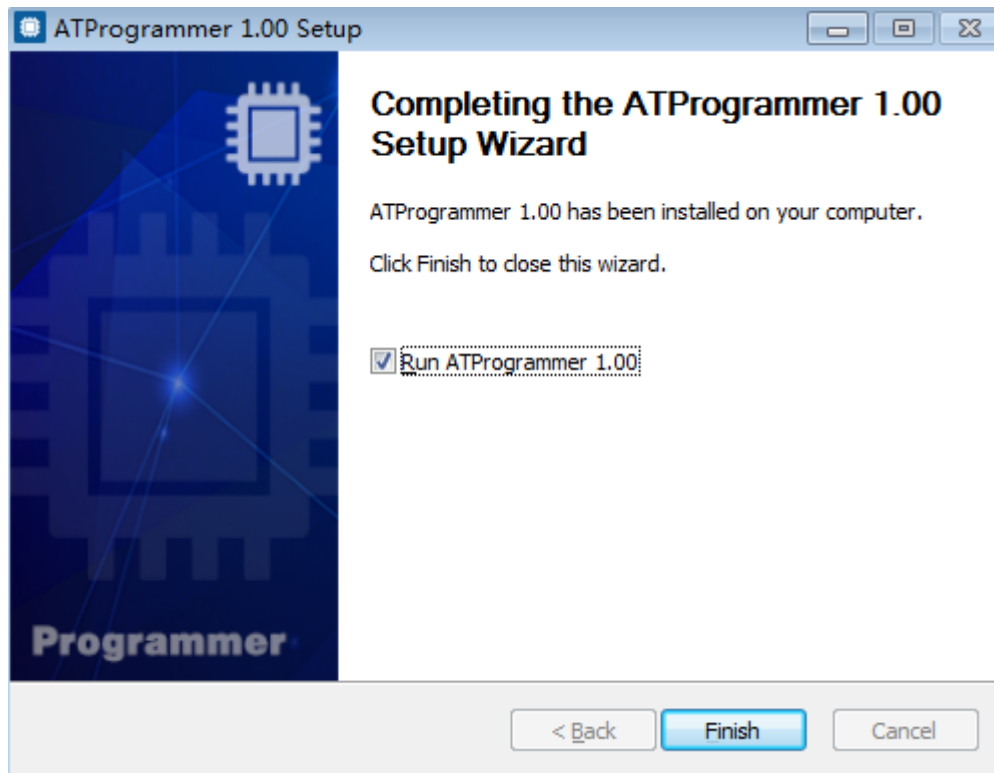 ATProgrammer 1.00 Setup
Completing the ATProgrammer 1.00
Setup Wizard
ATProgrammer 1.00 has been installed on your computer.
Click Finish to close this wizard.
Run ATProgrammer 1.00
Programmer
< Back
Finish
Cancel